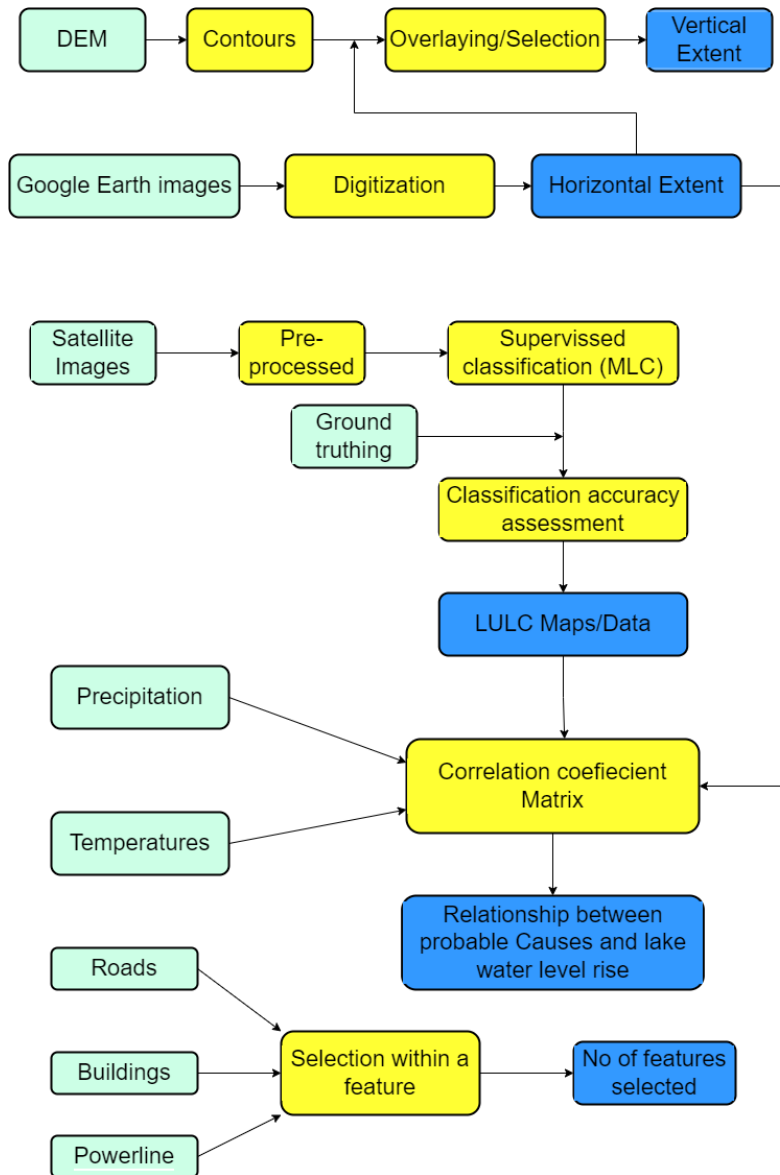 DEM
Contours
Overlaying/Selection
Vertical
Extent
Google Earth images
Digitization
Horizontal Extent
Satellite
Images
Pre-
processed
Supervissed
classification (MLC)
Ground
truthing
Classification accuracy
assessment
LULC Maps/Data
Precipitation
Correlation coefiecient
Matrix
Temperatures
Relationship between
probable Causes and lake
water level rise
Roads
Buildings
Selection within a
feature
No of features
selected
Powerline